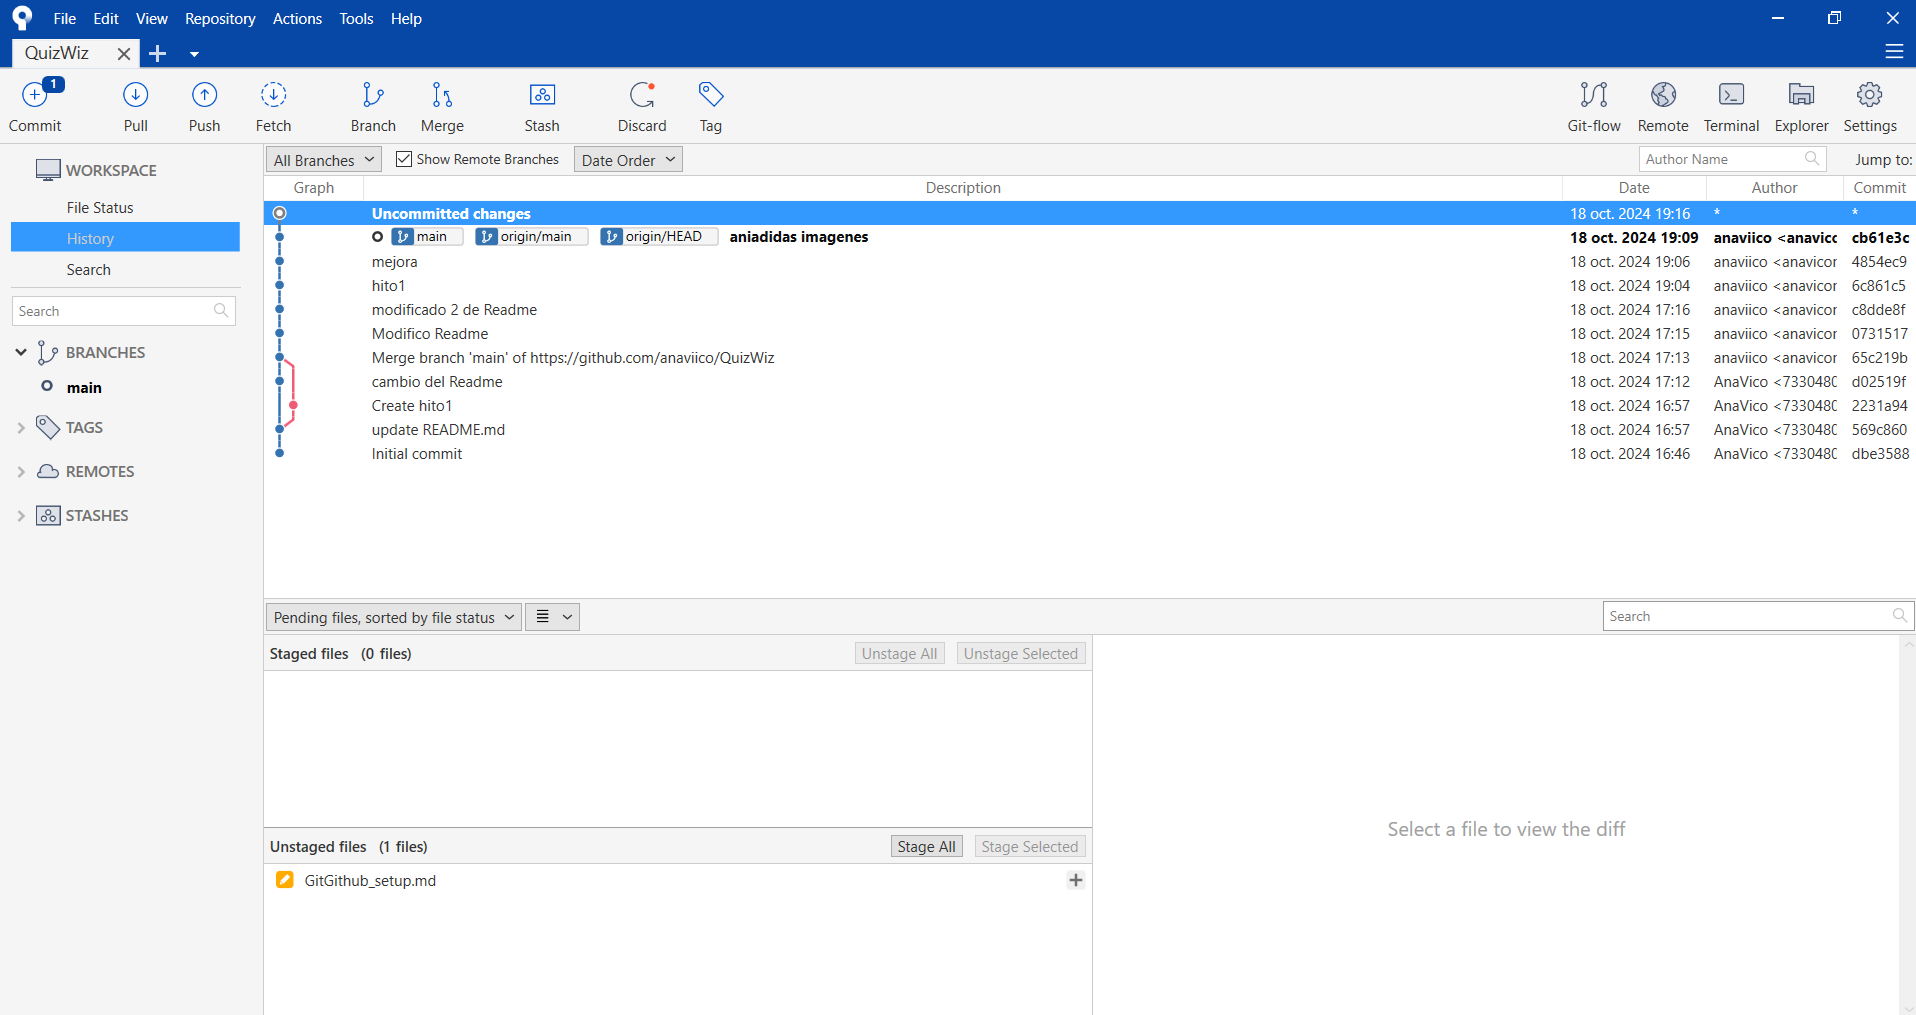 File Edit View Repository Actions Tools Help
QuizWiz
1
Commit Pull Push Fetch Branch Merge Stash Discard Tag Git-flow Remote Terminal Explorer Settings
WORKSPACE
File Status
History
Search
Search
BRANCHES
main
TAGS
REMOTES
STASHES
All Branches Show Remote Branches Date Order Author Name Jump to:
Graph Description Date Author Commit
Uncommitted changes 18 oct. 2024 19:16 * *
main origin/main origin/HEAD aniadidas imagenes 18 oct. 2024 19:09 anaviico <anavicc cb61e3c
mejora 18 oct. 2024 19:06 anaviico <anavicor 4854ec9
hito1 18 oct. 2024 19:04 anaviico <anavicor 6c861c5
modificado 2 de Readme 18 oct. 2024 17:16 anaviico <anavicor c8dde8f
Modifico Readme 18 oct. 2024 17:15 anaviico <anavicor 0731517
Merge branch 'main' of https://github.com/anaviico/QuizWiz 18 oct. 2024 17:13 anaviico <anavicor 65c219b
cambio del Readme 18 oct. 2024 17:12 AnaVico <7330480 d02519f
Create hito1 18 oct. 2024 16:57 AnaVico <7330480 2231a94
update README.md 18 oct. 2024 16:57 AnaVico <7330480 569c860
Initial commit 18 oct. 2024 16:46 AnaVico <7330480 dbe3588
Pending files, sorted by file status Search
Staged files (0 files) Unstage All Unstage Selected
Select a file to view the diff
Unstaged files (1 files) Stage All Stage Selected
GitGithub_setup.md